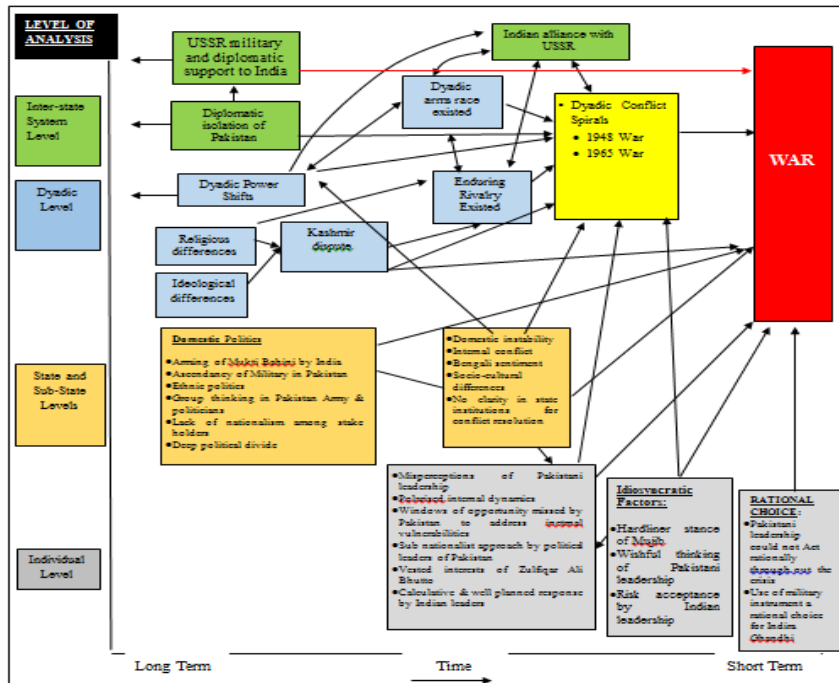 LEVEL OF
ANALYSIS
USSR military
and diplomatic
support to India
Indian alliance with
USSR
Inter-state
System
Level
Diplomatic
isolation of
Pakistan
Dyadic
arms race
existed
• Dyadic Conflict
Spirals
• 1948 War
• 1965 War
WAR
Dyadic
Level
Dyadic Power
Shifts
Enduring
Rivalry
Existed
Religious
differences
Kashmir
dispute
Ideological
differences
State and
Sub-State
Levels
Domestic Politics
•Arming of Mukti Bahini by India
•Ascendancy of Military in Pakistan
•Ethnic politics
•Group thinking in Pakistan Army &
politicians
•Lack of nationalism among stake
holders
•Deep political divide
•Domestic instability
•Internal conflict
•Bengali sentiment
•Socio-cultural
differences
•No clarity in state
institutions for
conflict resolution
Individual
Level
•Misperceptions of Pakistani
leadership
•Polarised internal dynamics
•Windows of opportunity missed by
Pakistan to address internal
vulnerabilities
•Sub nationalist approach by political
leaders of Pakistan
•Vested interests of Zulfiqar Ali
Bhutto
•Calculative & well planned response
by Indian leaders
Idiosyncratic
Factors:
•Hardliner stance
of Mujib
•Wishful thinking
of Pakistani
leadership
•Risk acceptance
by Indian
leadership
RATIONAL
CHOICE:
•Pakistani
leadership
could not Act
rationally
through out the
crisis
•Use of military
instrument a
rational choice
for Indira
Ghandhi
Long Term
Time
Short Term